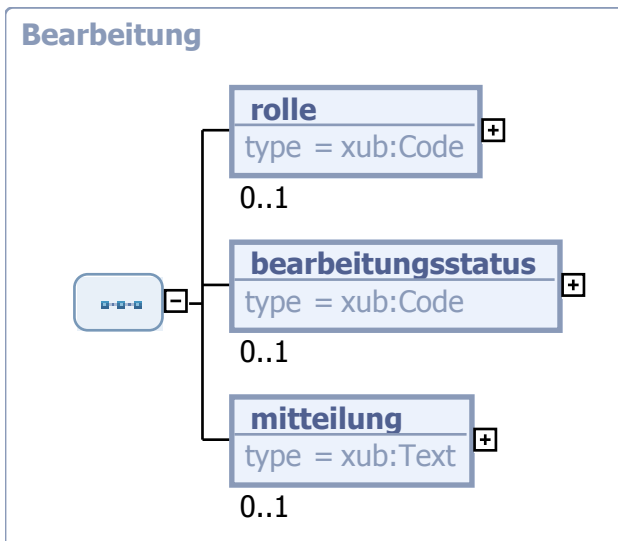 Bearbeitung
rolle
type = xub:Code
0..1
bearbeitungsstatus
type = xub:Code
0..1
mitteilung
type = xub:Text
0..1